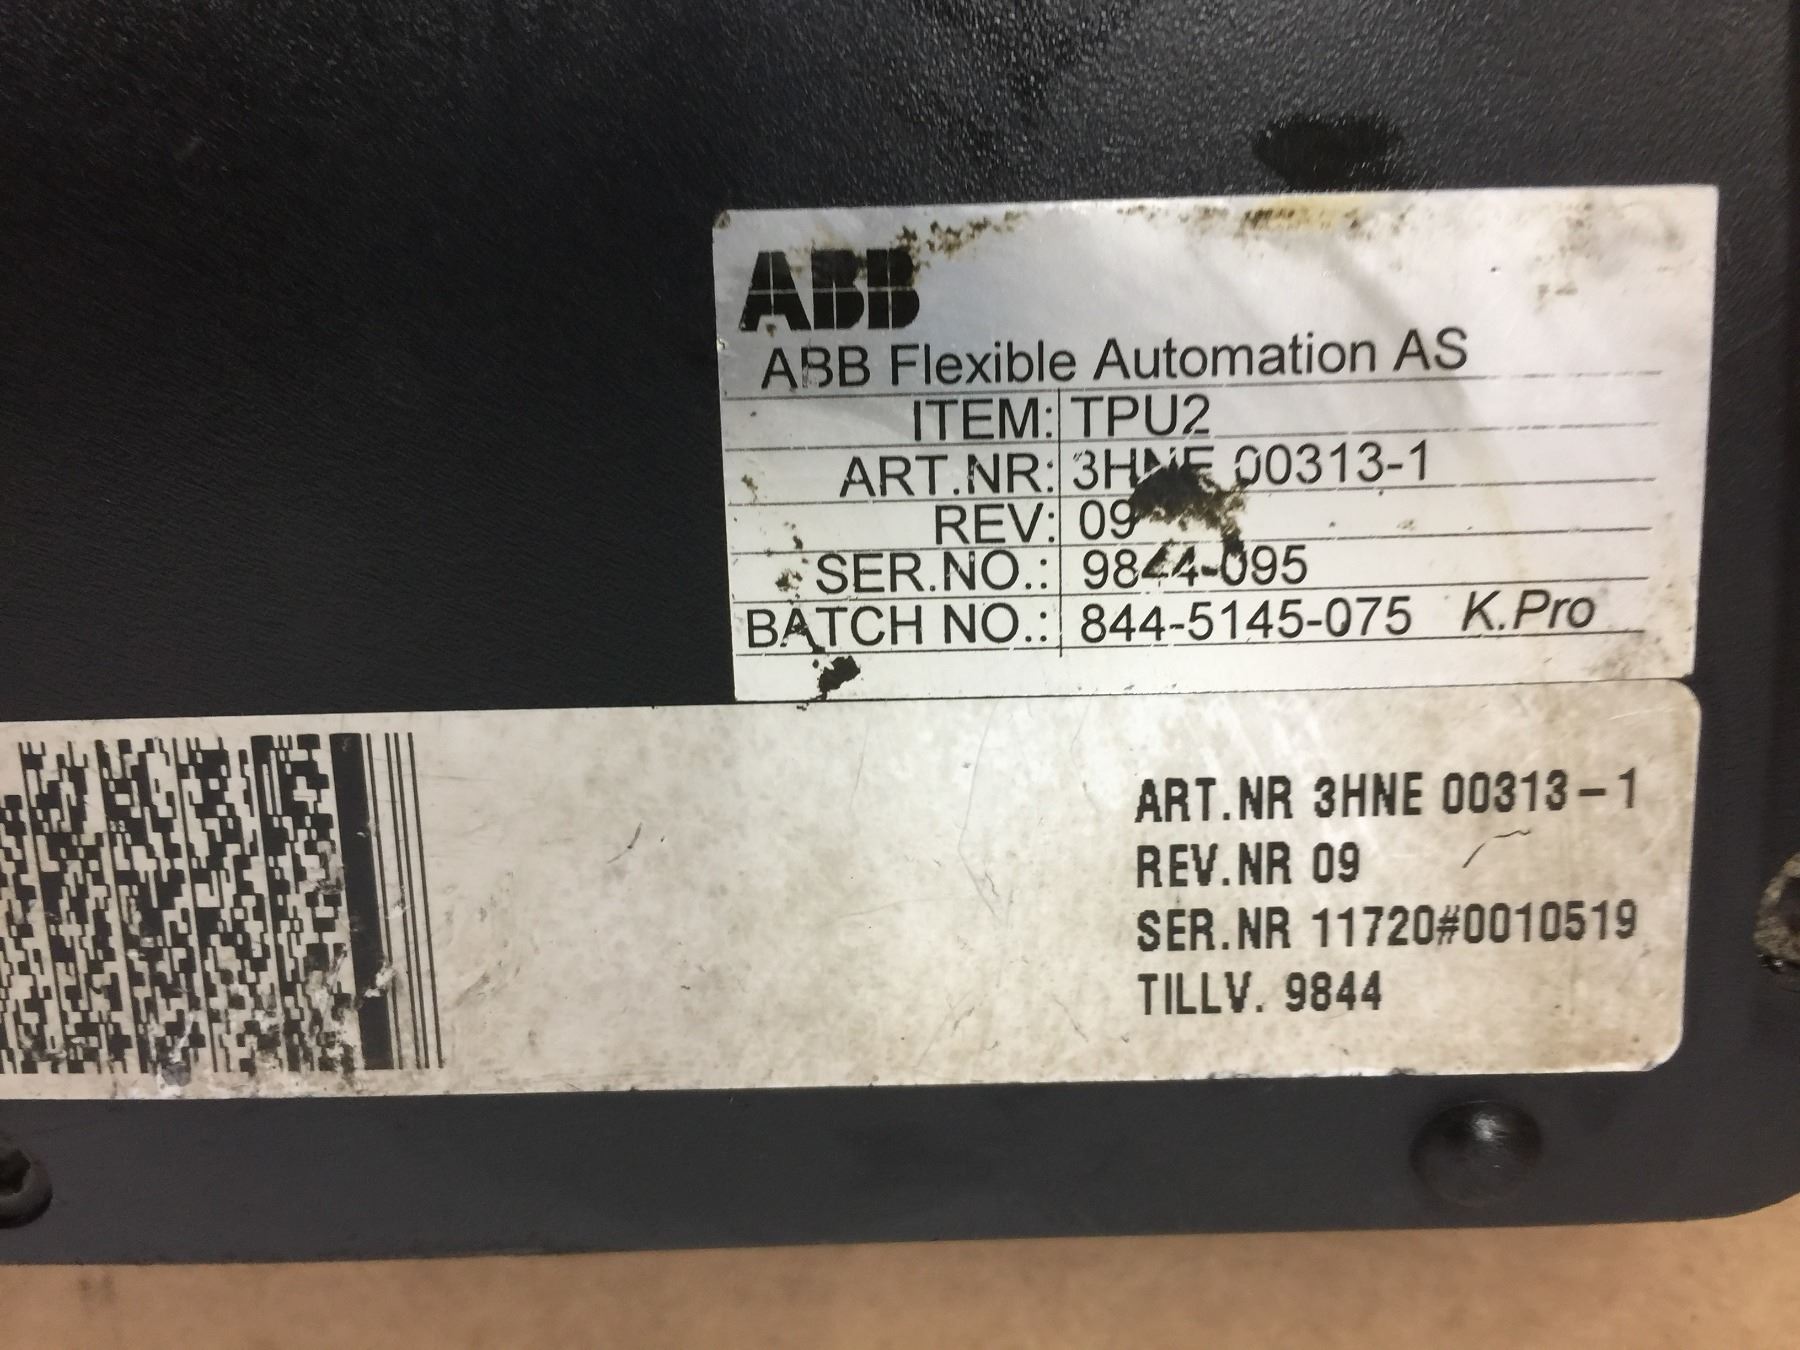 ABB
ABB Flexible Automation AS
ITEM: TPU2
ART.NR: 3HNE 00313-1
REV: 09
SER.NO.: 9844-095
BATCH NO.: 844-5145-075 K.Pro
ART.NR 3HNE 00313-1
REV.NR 09
SER.NR 11720#0010519
TILLV. 9844